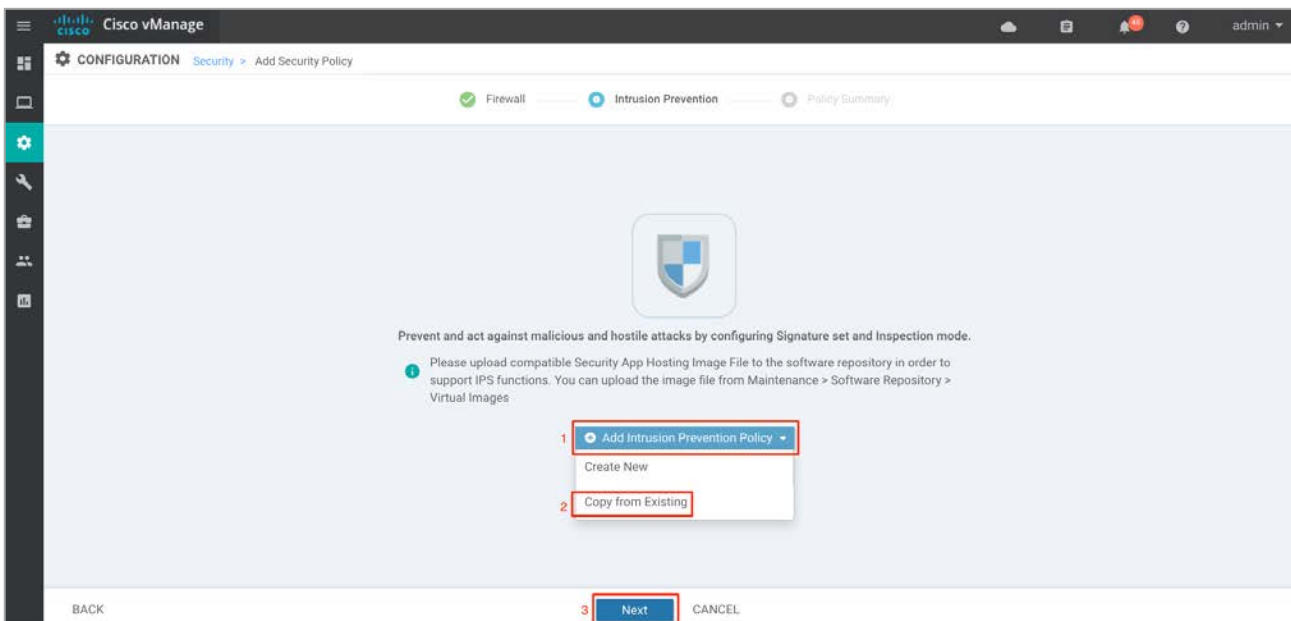 cisco Cisco vManage admin
CONFIGURATION Security > Add Security Policy
Firewall Intrusion Prevention Policy Summary
Prevent and act against malicious and hostile attacks by configuring Signature set and Inspection mode.
Please upload compatible Security App Hosting Image File to the software repository in order to
support IPS functions. You can upload the image file from Maintenance > Software Repository >
Virtual Images
1 Add Intrusion Prevention Policy
Create New
2 Copy from Existing
BACK 3 Next CANCEL